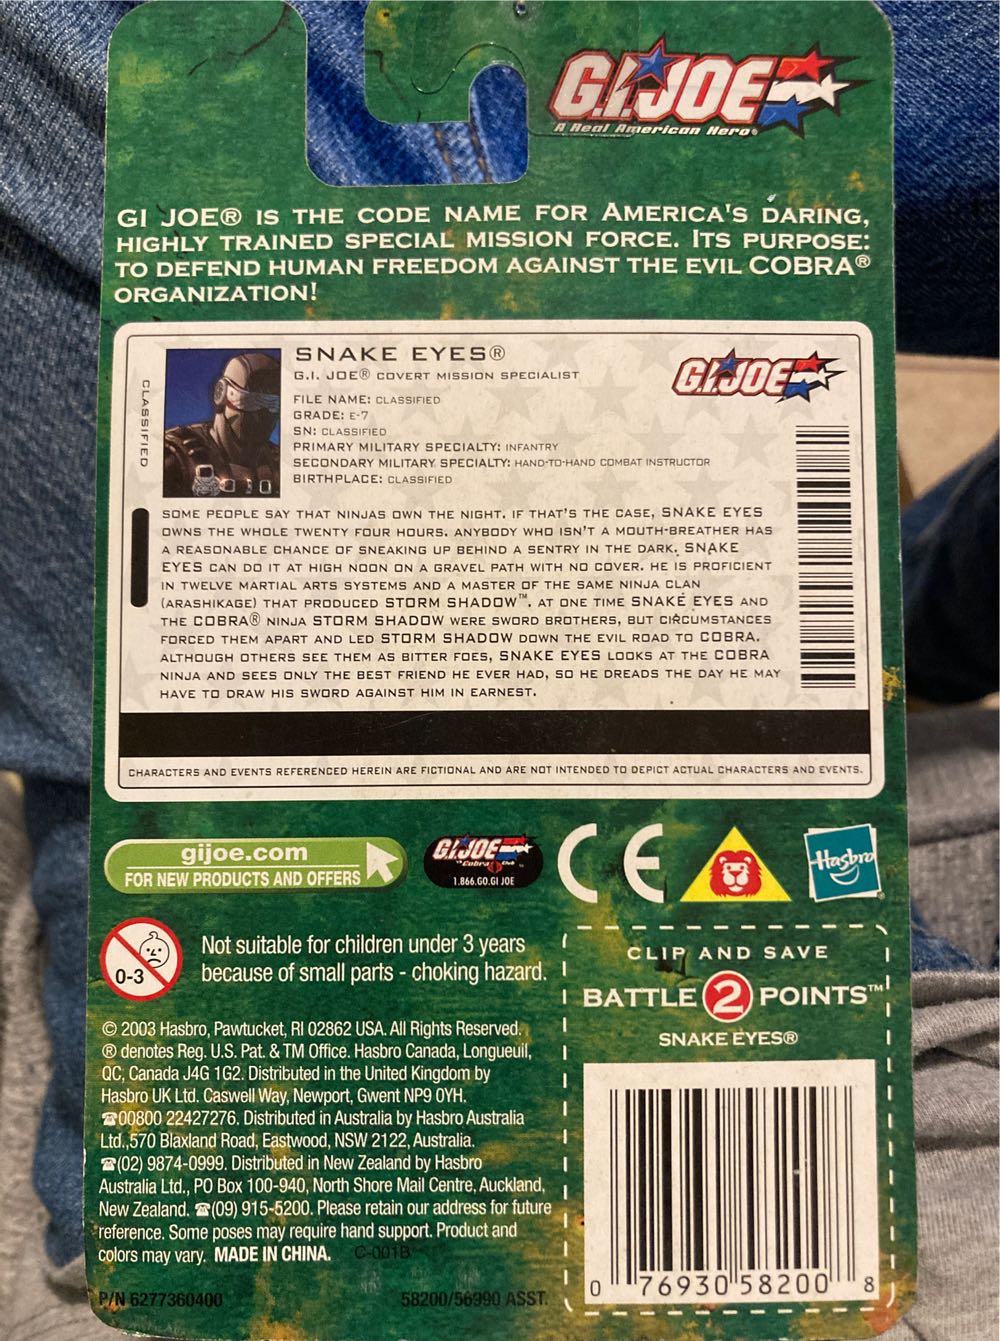 G.I. JOE
A Real American Hero®
GI JOE® IS THE CODE NAME FOR AMERICA'S DARING,
HIGHLY TRAINED SPECIAL MISSION FORCE. ITS PURPOSE:
TO DEFEND HUMAN FREEDOM AGAINST THE EVIL COBRA®
ORGANIZATION!
SNAKE EYES®
G.I. JOE® COVERT MISSION SPECIALIST
G.I. JOE
CLASSIFIED
FILE NAME: CLASSIFIED
GRADE: E-7
SN: CLASSIFIED
PRIMARY MILITARY SPECIALTY: INFANTRY
SECONDARY MILITARY SPECIALTY: HAND-TO-HAND COMBAT INSTRUCTOR
BIRTHPLACE: CLASSIFIED
SOME PEOPLE SAY THAT NINJAS OWN THE NIGHT. IF THAT'S THE CASE, SNAKE EYES
OWNS THE WHOLE TWENTY FOUR HOURS. ANYBODY WHO ISN'T A MOUTH-BREATHER HAS
A REASONABLE CHANCE OF SNEAKING UP BEHIND A SENTRY IN THE DARK. SNAKE
EYES CAN DO IT AT HIGH NOON ON A GRAVEL PATH WITH NO COVER. HE IS PROFICIENT
IN TWELVE MARTIAL ARTS SYSTEMS AND A MASTER OF THE SAME NINJA CLAN
(ARASHIKAGE) THAT PRODUCED STORM SHADOW™. AT ONE TIME SNAKE EYES AND
THE COBRA® NINJA STORM SHADOW WERE SWORD BROTHERS, BUT CIRCUMSTANCES
FORCED THEM APART AND LED STORM SHADOW DOWN THE EVIL ROAD TO COBRA.
ALTHOUGH OTHERS SEE THEM AS BITTER FOES, SNAKE EYES LOOKS AT THE COBRA
NINJA AND SEES ONLY THE BEST FRIEND HE EVER HAD, SO HE DREADS THE DAY HE MAY
HAVE TO DRAW HIS SWORD AGAINST HIM IN EARNEST.
CHARACTERS AND EVENTS REFERENCED HEREIN ARE FICTIONAL AND ARE NOT INTENDED TO DEPICT ACTUAL CHARACTERS AND EVENTS.
gijoe.com
FOR NEW PRODUCTS AND OFFERS
G.I. JOE
Cobra Club
1.866.GO.GI JOE
CE
Hasbro
0-3
Not suitable for children under 3 years
because of small parts - choking hazard.
© 2003 Hasbro, Pawtucket, RI 02862 USA. All Rights Reserved.
® denotes Reg. U.S. Pat. & TM Office. Hasbro Canada, Longueuil,
QC, Canada J4G 1G2. Distributed in the United Kingdom by
Hasbro UK Ltd. Caswell Way, Newport, Gwent NP9 0YH.
☎00800 22427276. Distributed in Australia by Hasbro Australia
Ltd.,570 Blaxland Road, Eastwood, NSW 2122, Australia.
☎(02) 9874-0999. Distributed in New Zealand by Hasbro
Australia Ltd., PO Box 100-940, North Shore Mail Centre, Auckland,
New Zealand. ☎(09) 915-5200. Please retain our address for future
reference. Some poses may require hand support. Product and
colors may vary. MADE IN CHINA. C-001B
P/N 6277360400
58200/56990 ASST.
CLIP AND SAVE
BATTLE 2 POINTS™
SNAKE EYES®
0 76930 58200 8